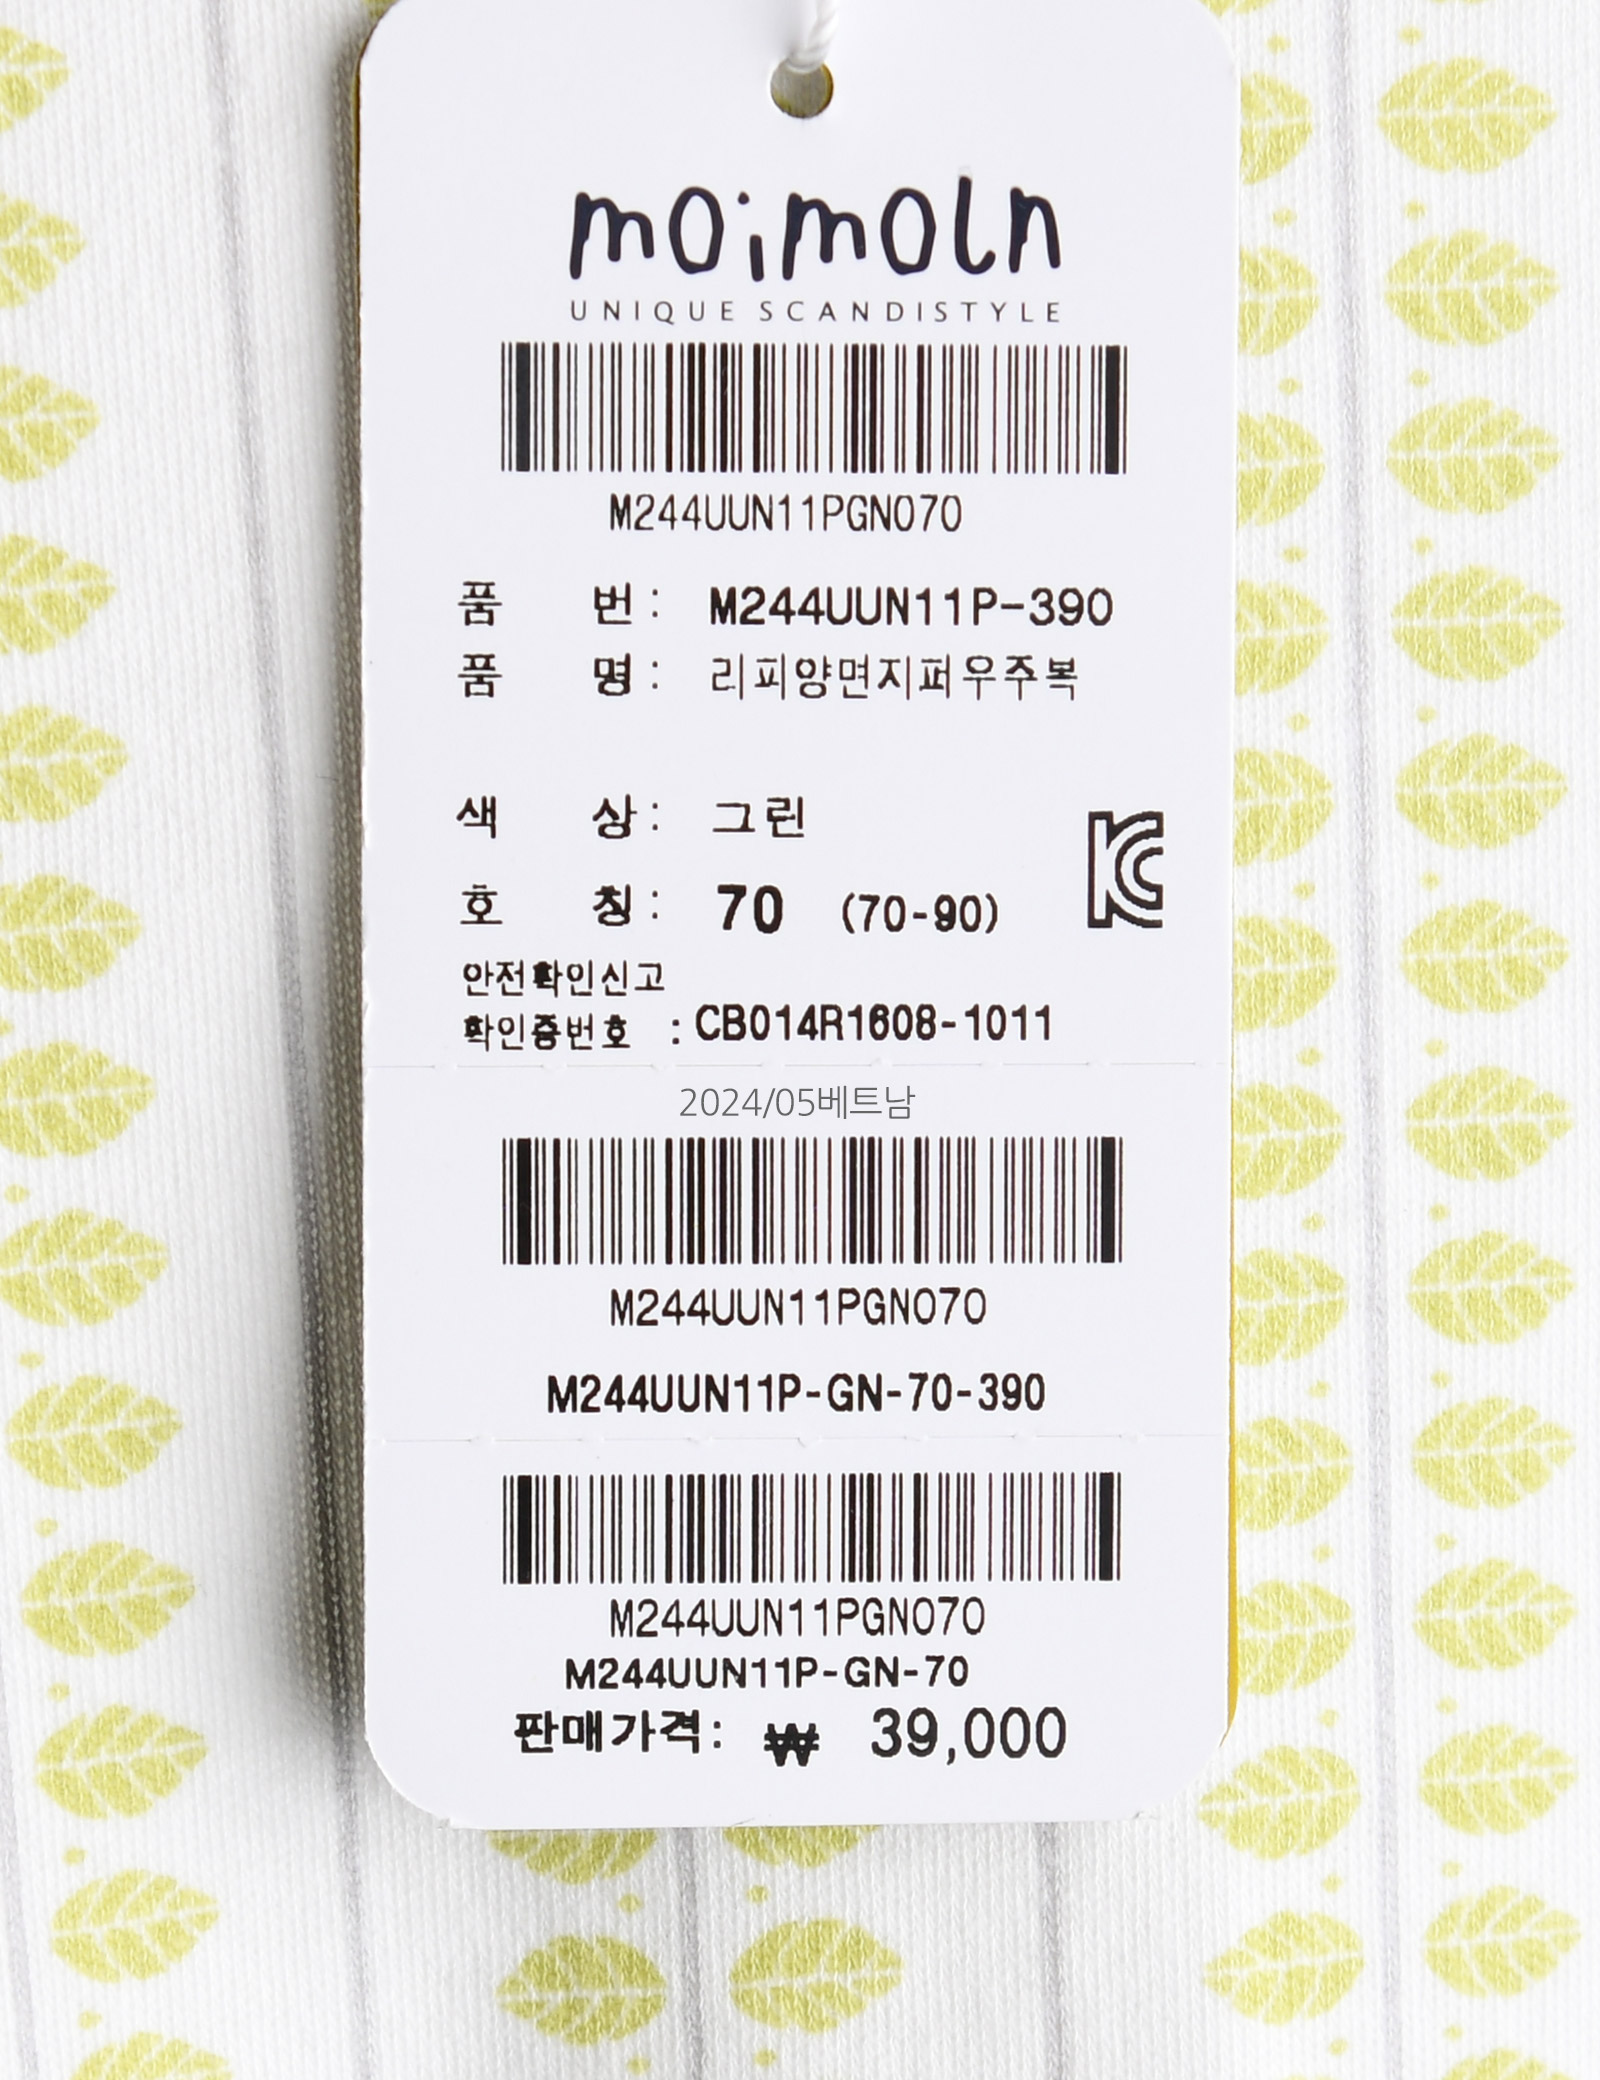 moimoln
UNIQUE SCANDISTYLE
M244UUN11PGN070
품 번 : M244UUN11P-390
품 명 : 리피양면지퍼우주복
색 상 : 그린
호 칭 : 70 (70-90)
안전확인신고
확인증번호 : CB014R1608-1011
2024/05베트남
M244UUN11PGN070
M244UUN11P-GN-70-390
M244UUN11PGN070
M244UUN11P-GN-70
판매가격: ₩ 39,000